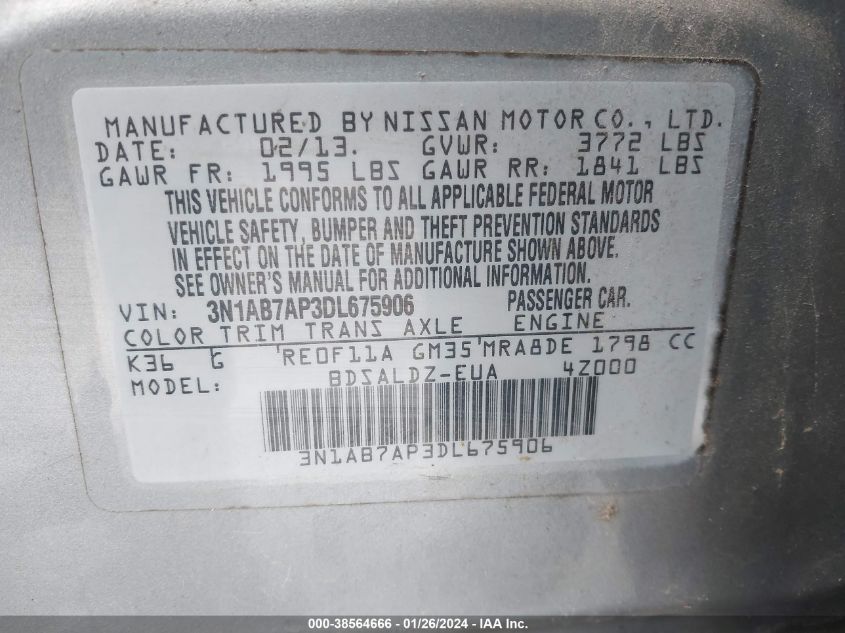 MANUFACTURED BY NISSAN MOTOR CO., LTD.
DATE: 02/13. GVWR: 3772 LBS
GAWR FR: 1995 LBS GAWR RR: 1841 LBS
THIS VEHICLE CONFORMS TO ALL APPLICABLE FEDERAL MOTOR
VEHICLE SAFETY, BUMPER AND THEFT PREVENTION STANDARDS
IN EFFECT ON THE DATE OF MANUFACTURE SHOWN ABOVE.
SEE OWNER'S MANUAL FOR ADDITIONAL INFORMATION.
VIN: 3N1AB7AP3DL675906 PASSENGER CAR.
COLOR TRIM TRANS AXLE ENGINE
K36 G 'RE0F11A GM35'MRA8DE 1798 CC
MODEL: BDSALDZ-EUA 4Z000
3N1AB7AP3DL675906
000-38564666 - 01/26/2024 - IAAI.COM.